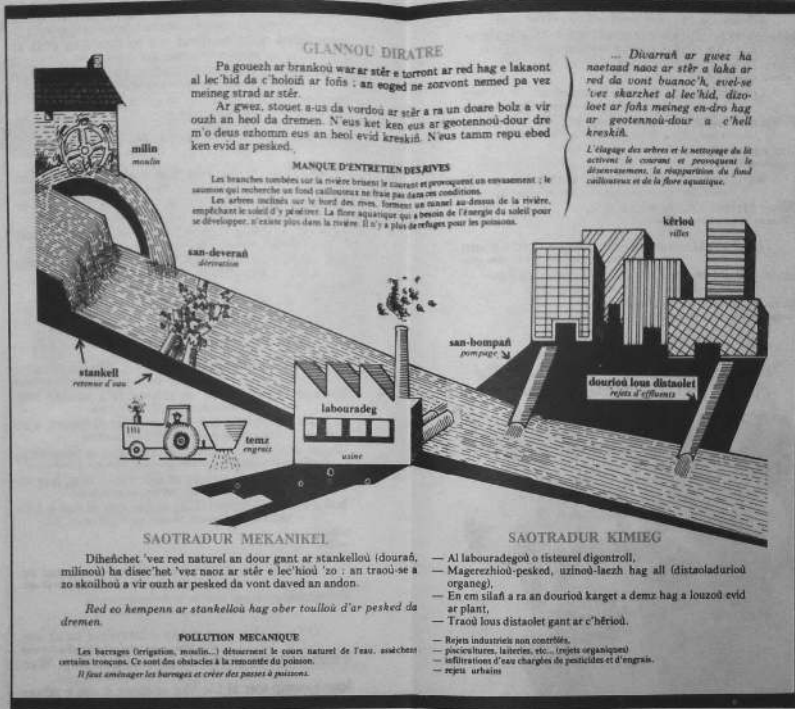 GLANNOU DIRATRE
Pa gouezh ar brankoù war ar stêr e torront ar red hag e lakaont
al lec'hid da c'holoiñ ar foñs : an eoged ne zozvont nemed pa vez
meineg strad ar stêr.
Ar gwez, stouet a-us da vordoù ar stêr a ra un doare bolz a vir
ouzh an heol da dremen. N'eus ket ken eus ar geotennoù-dour dre
m'o deus ezhomm eus an heol evid kreskiñ. N'eus tamm repu ebed
ken evid ar pesked.
MANQUE D'ENTRETIEN DES RIVES
Les branches tombées sur la rivière brisent le courant et provoquent un envasement ; le
saumon qui recherche un fond caillouteux ne fraie pas dans ces conditions.
Les arbres inclinés sur le bord des rives, forment un tunnel au-dessus de la rivière,
empêchant le soleil d'y pénétrer. La flore aquatique qui a besoin de l'énergie du soleil pour
se développer, n'existe plus dans la rivière. Il n'y a plus de refuges pour les poissons.
... Divarrañ ar gwez ha
naetaad naoz ar stêr a laka ar
red da vont buanoc'h, evel-se
'vez skarzhet al lec'hid, dizo-
loet ar foñs meineg en-dro hag
ar geotennoù-dour a c'hell
kreskiñ.
L'élagage des arbres et le nettoyage du lit
activent le courant et provoquent le
désenvasement, la réapparition du fond
caillouteux et de la flore aquatique.
milin
moulin
san-deverañ
dérivation
stankell
retenue d'eau
temz
engrais
labouradeg
usine
san-bompañ
pompage
kêrioù
villes
dourioù lous distaolet
rejets d'effluents
SAOTRADUR MEKANIKEL
Diheñchet 'vez red naturel an dour gant ar stankelloù (dourañ,
milinoù) ha disec'het 'vez naoz ar stêr e lec'hioù 'zo : an traoù-se a
zo skoilhoù a vir ouzh ar pesked da vont daved an andon.
Red eo kempenn ar stankelloù hag ober toulloù d'ar pesked da
dremen.
POLLUTION MECANIQUE
Les barrages (irrigation, moulin...) détournent le cours naturel de l'eau, assèchent
certains tronçons. Ce sont des obstacles à la remontée du poisson.
Il faut aménager les barrages et créer des passes à poissons.
SAOTRADUR KIMIEG
— Al labouradegoù o tisteurel digontroll,
— Magerezhioù-pesked, uzinoù-laezh hag all (distaoladurioù
organeg),
— En em silañ a ra an dourioù karget a demz hag a louzoù evid
ar plant,
— Traoù lous distaolet gant ar c'hêrioù.
— Rejets industriels non contrôlés,
— piscicultures, laiteries, etc... (rejets organiques)
— infiltrations d'eau chargées de pesticides et d'engrais.
— rejets urbains